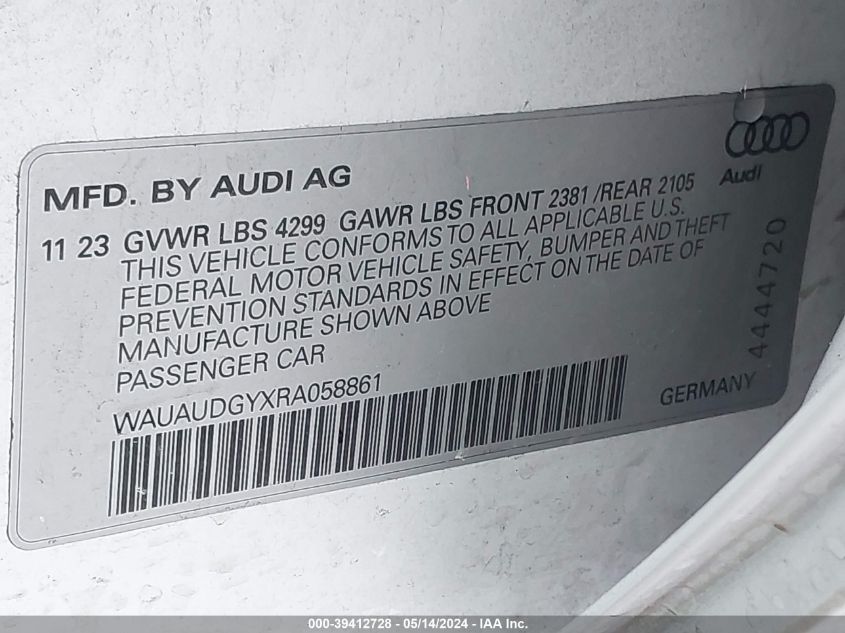 MFD. BY AUDI AG
Audi
11 23 GVWR LBS 4299 GAWR LBS FRONT 2381 /REAR 2105
THIS VEHICLE CONFORMS TO ALL APPLICABLE U.S.
FEDERAL MOTOR VEHICLE SAFETY, BUMPER AND THEFT
PREVENTION STANDARDS IN EFFECT ON THE DATE OF
MANUFACTURE SHOWN ABOVE
PASSENGER CAR
4444720
WAUAUDGYXRA058861
GERMANY
000-39412728 - 05/14/2024 - IAA Inc.